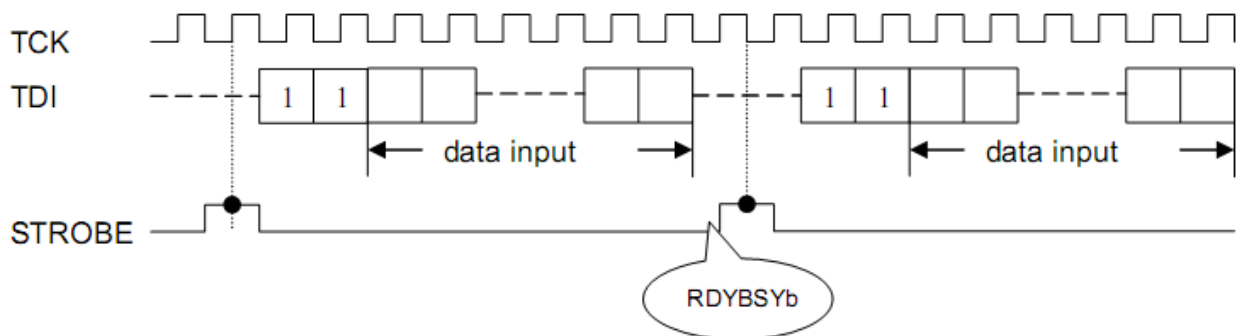 TCK
TDI
1 1
1 1
data input
data input
STROBE
RDYBSYb